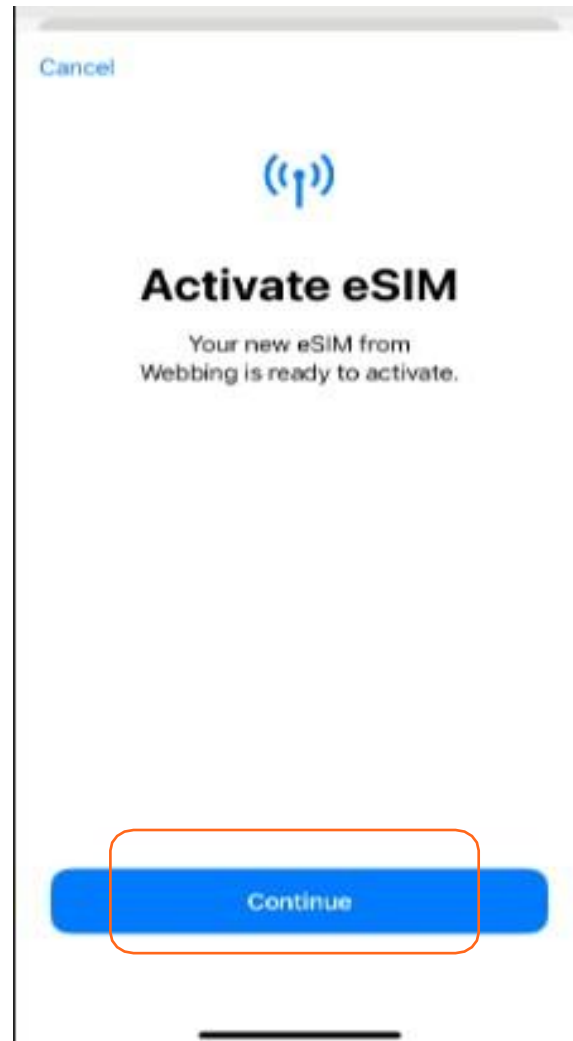 Cancel
Activate eSIM
Your new eSIM from
Webbing is ready to activate.
Continue